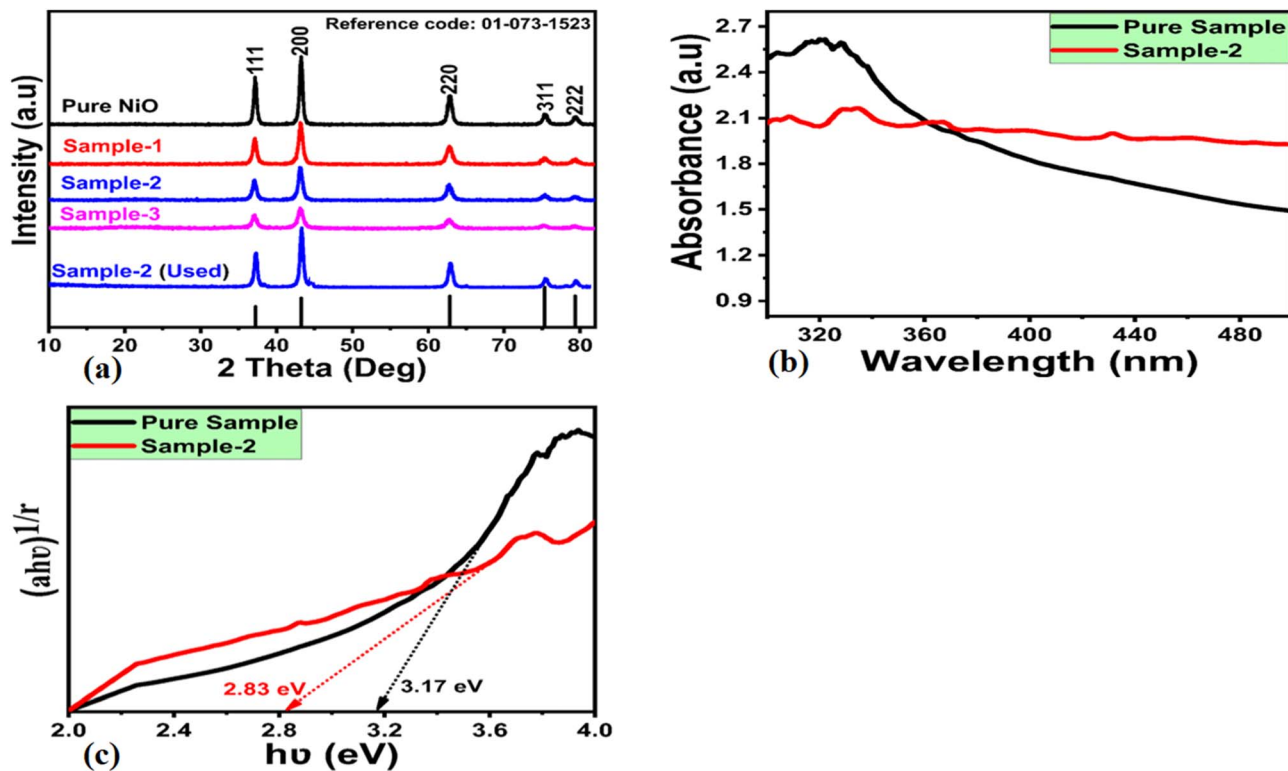 Reference code: 01-073-1523
Intensity (a.u)
111
200
220
311
222
Pure NiO
Sample-1
Sample-2
Sample-3
Sample-2 (Used)
10 20 30 40 50 60 70 80
(a) 2 Theta (Deg)
Pure Sample
Sample-2
Absorbance (a.u)
2.7
2.4
2.1
1.8
1.5
1.2
0.9
320 360 400 440 480
(b) Wavelength (nm)
Pure Sample
Sample-2
(ahυ)1/r
2.83 eV
3.17 eV
2.0 2.4 2.8 3.2 3.6 4.0
(c) hυ (eV)